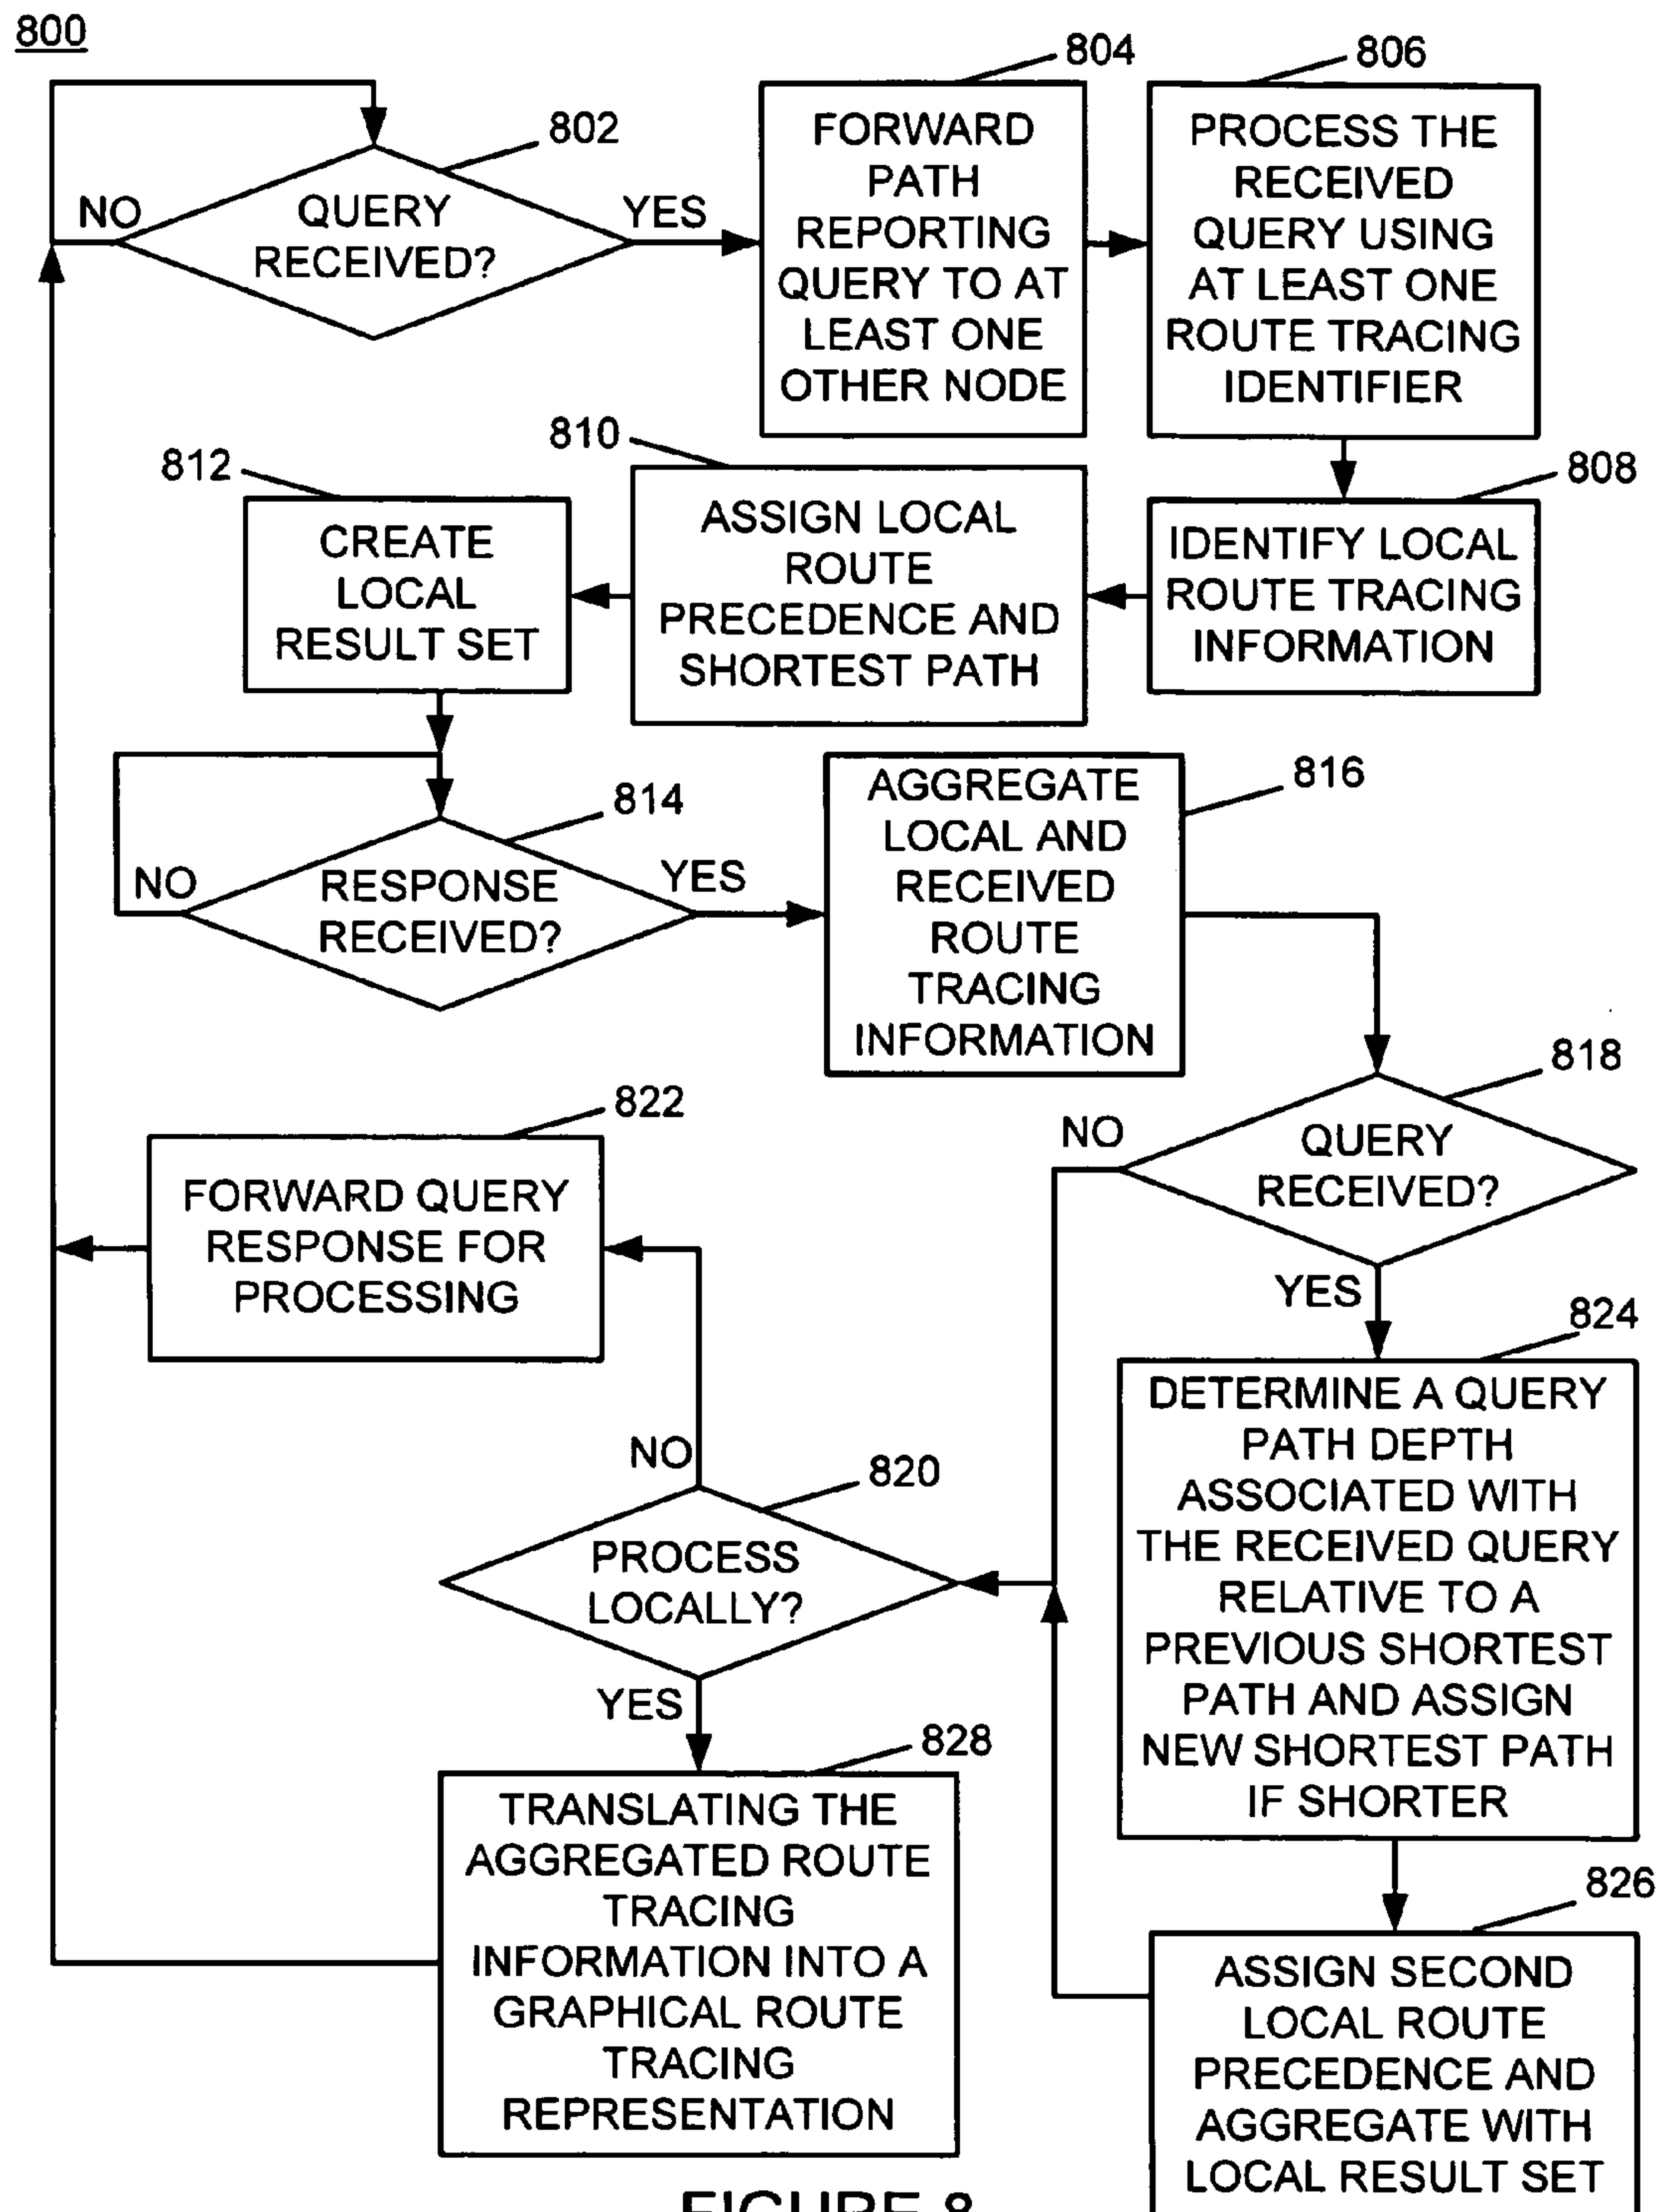 800
802
QUERY
RECEIVED?
NO
YES
804
FORWARD
PATH
REPORTING
QUERY TO AT
LEAST ONE
OTHER NODE
806
PROCESS THE
RECEIVED
QUERY USING
AT LEAST ONE
ROUTE TRACING
IDENTIFIER
808
IDENTIFY LOCAL
ROUTE TRACING
INFORMATION
810
ASSIGN LOCAL
ROUTE
PRECEDENCE AND
SHORTEST PATH
812
CREATE
LOCAL
RESULT SET
814
RESPONSE
RECEIVED?
NO
YES
816
AGGREGATE
LOCAL AND
RECEIVED
ROUTE
TRACING
INFORMATION
818
QUERY
RECEIVED?
NO
YES
822
FORWARD QUERY
RESPONSE FOR
PROCESSING
824
DETERMINE A QUERY
PATH DEPTH
ASSOCIATED WITH
THE RECEIVED QUERY
RELATIVE TO A
PREVIOUS SHORTEST
PATH AND ASSIGN
NEW SHORTEST PATH
IF SHORTER
820
PROCESS
LOCALLY?
NO
YES
828
TRANSLATING THE
AGGREGATED ROUTE
TRACING
INFORMATION INTO A
GRAPHICAL ROUTE
TRACING
REPRESENTATION
826
ASSIGN SECOND
LOCAL ROUTE
PRECEDENCE AND
AGGREGATE WITH
LOCAL RESULT SET
FIGURE 8